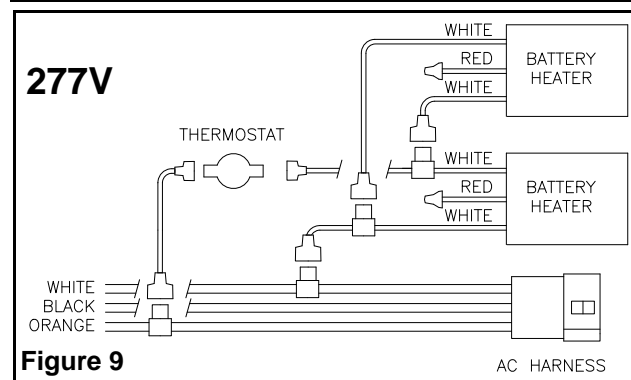 277V
THERMOSTAT
WHITE
RED
WHITE
BATTERY
HEATER
WHITE
RED
WHITE
BATTERY
HEATER
WHITE
BLACK
ORANGE
Figure 9
AC HARNESS